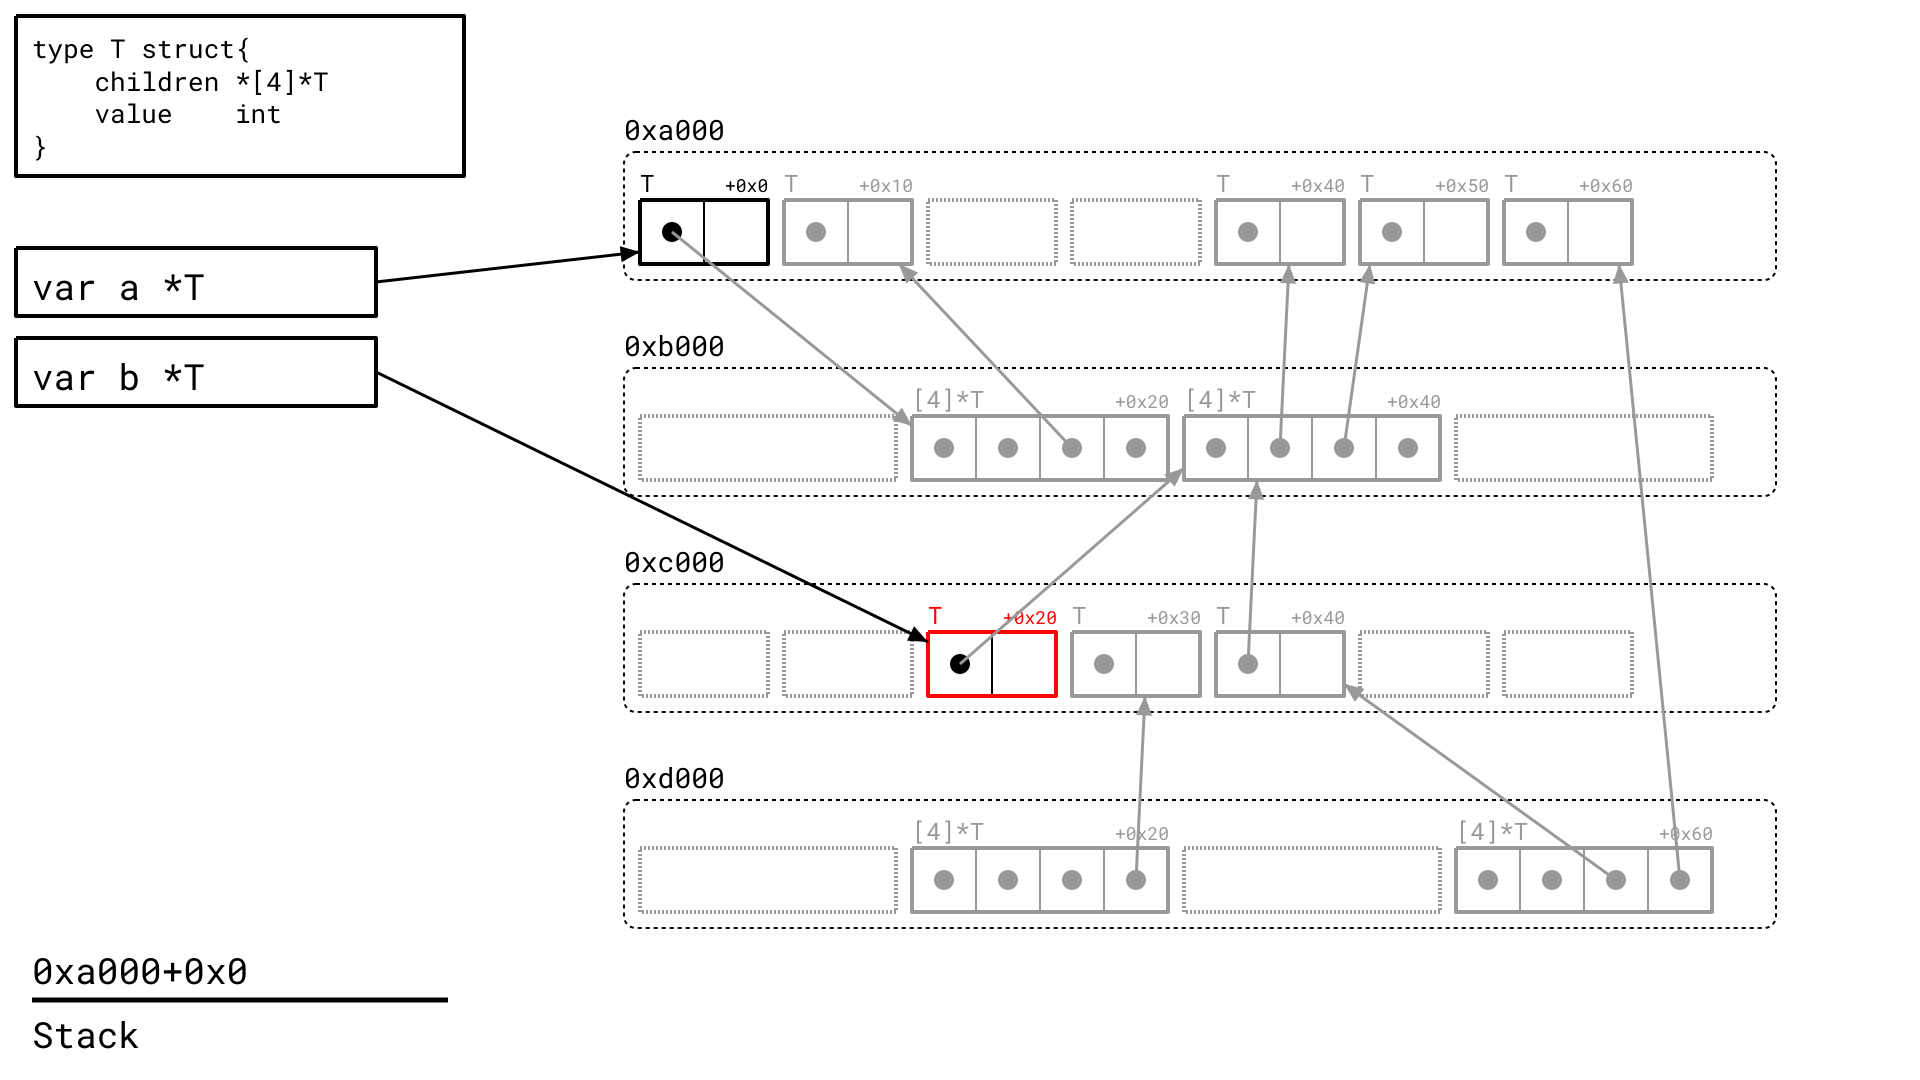 type T struct{
    children *[4]*T
    value    int
}
var a *T
var b *T
0xa000
T +0x0 T +0x10 T +0x40 T +0x50 T +0x60
0xb000
[4]*T +0x20 [4]*T +0x40
0xc000
T +0x20 T +0x30 T +0x40
0xd000
[4]*T +0x20 [4]*T +0x60
0xa000+0x0
Stack